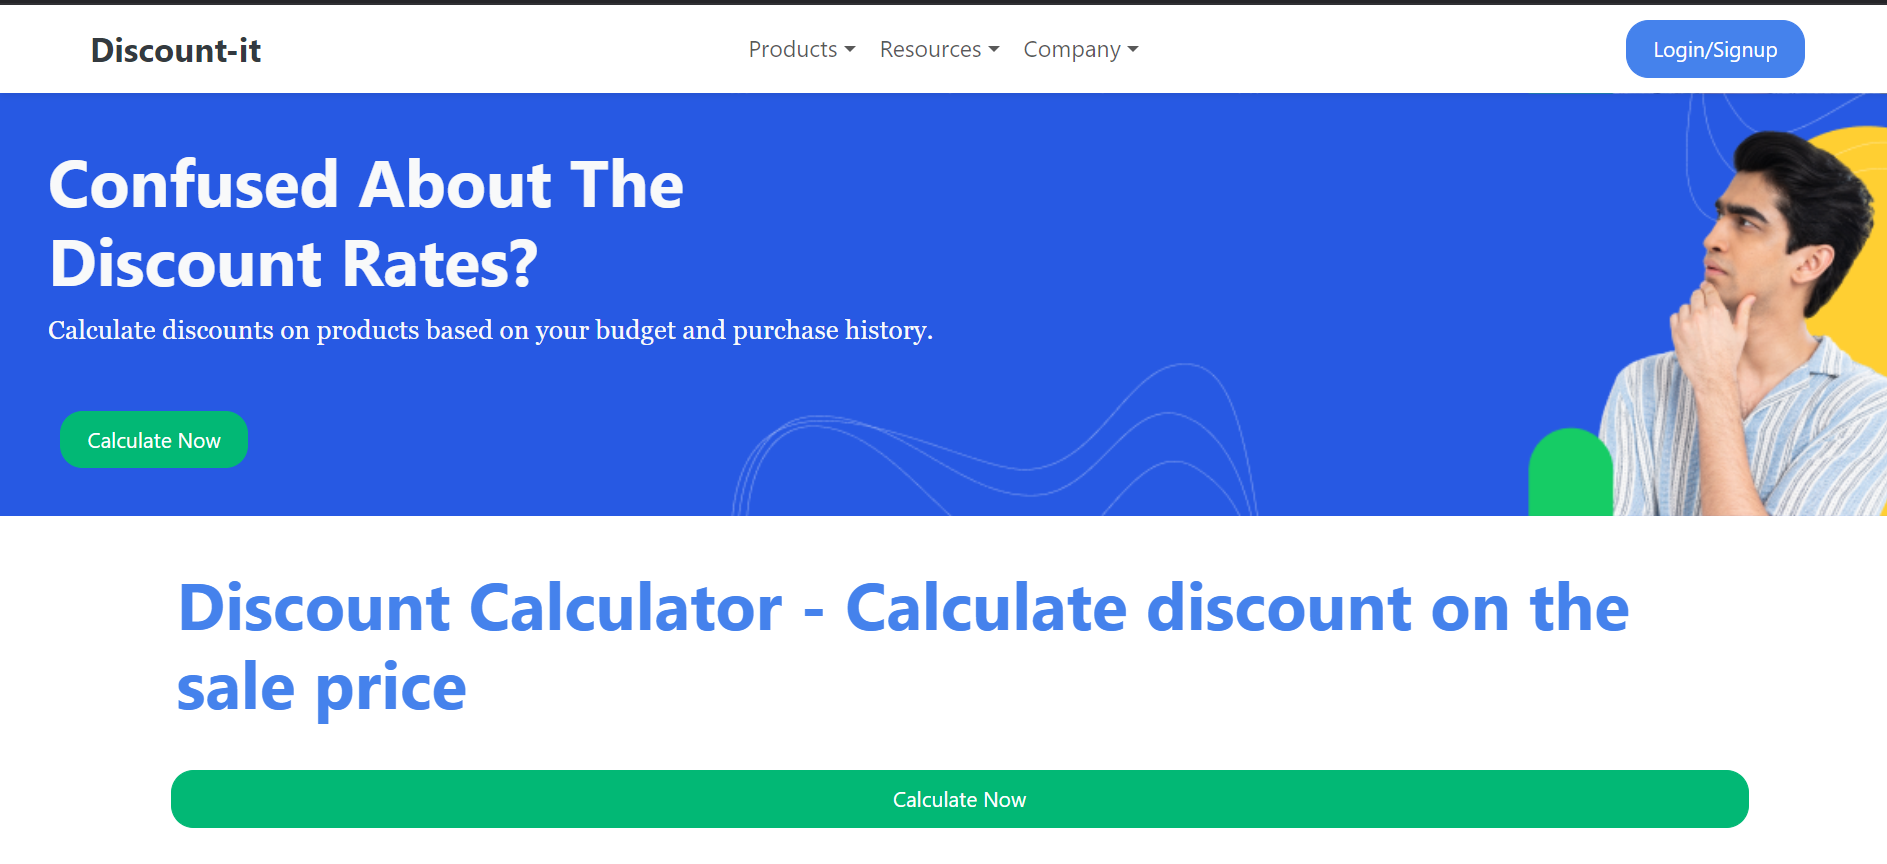 Discount-it
Products
Resources
Company
Login/Signup
Confused About The
Discount Rates?
Calculate discounts on products based on your budget and purchase history.
Calculate Now
Discount Calculator - Calculate discount on the
sale price
Calculate Now